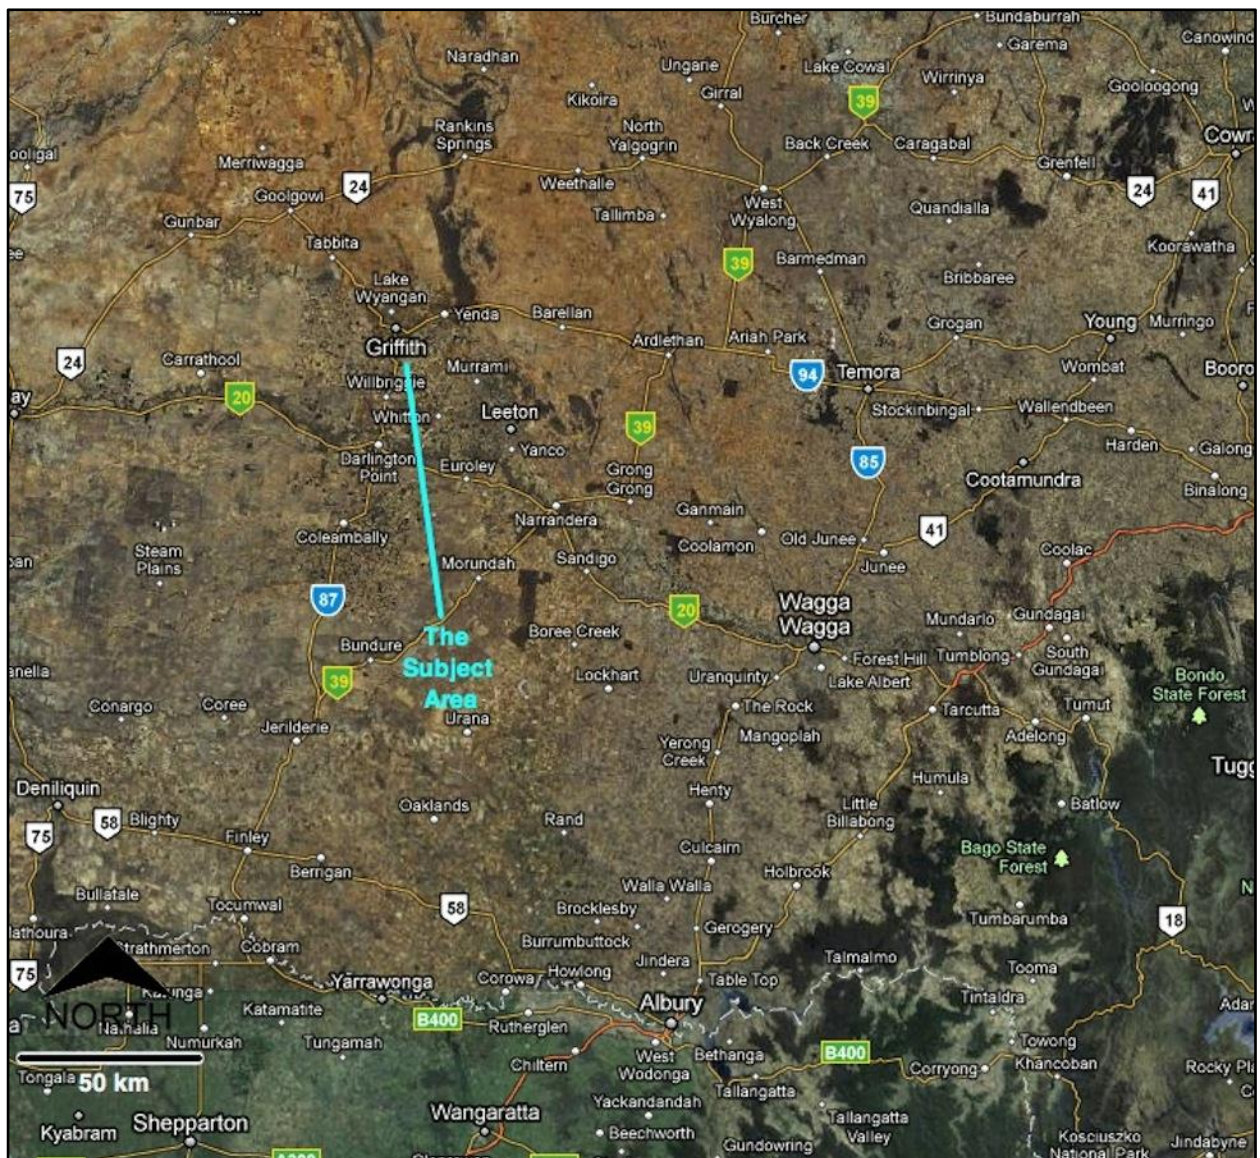 Burcher
Bundaburrah
Garema
Canowind
Naradhan
Ungarie
Lake Cowal
Wirrinya
Gooloogong
Kikoira
Girral
39
Rankins
Springs
North
Yalgogrin
Back Creek
Caragabal
Cowr
ooligal
Merriwagga
Grenfell
75
24
Goolgowi
Weethalle
West
Wyalong
24
41
Gunbar
Tallimba
Quandialla
Tabbita
Koorawatha
39
Barmedman
Bribbaree
Lake
Wyangan
Yenda
Barellan
Grogan
Young
Murringo
Griffith
Ardlethan
Ariah Park
24
Carrathool
Murrami
94
Temora
Wombat
Booro
Willbriggie
20
ay
Whitton
Leeton
39
Stockinbingal
Wallendbeen
Yanco
Harden
Galong
Darlington
Point
Euroley
Grong
Grong
85
Cootamundra
Binalong
Narrandera
Ganmain
Coleambally
Coolamon
Old Junee
41
Steam
Plains
Sandigo
Junee
Coolac
Morundah
87
20
Wagga
Wagga
Mundarlo
Gundagai
Bundure
The
Subject
Area
Boree Creek
Forest Hill
Tumblong
South
Gundagai
anella
39
Lockhart
Uranquinty
Lake Albert
Bondo
State Forest
Conargo
Coree
Urana
The Rock
Tarcutta
Tumut
Jerilderie
Mangoplah
Adelong
Yerong
Creek
Tugg
Deniliquin
Humula
Henty
Oaklands
Rand
Little
Billabong
Batlow
75
58
Blighty
Finley
Culcairn
Bago State
Forest
Berrigan
Holbrook
Bullatale
Walla Walla
Tocumwal
58
Brocklesby
Tumbarumba
18
Mathoura
Gerogery
Strathmerton
Cobram
Burrumbuttock
75
Jindera
Talmalmo
Tooma
Yarrawonga
Corowa
Howlong
Table Top
Katunga
Albury
Tintaldra
NORTH
Nathalia
Katamatite
B400
Rutherglen
Numurkah
Tungamah
Chiltern
West
Wodonga
Bethanga
B400
Towong
50 km
Corryong
Khancoban
Tongala
Tallangatta
Shepparton
Wangaratta
Yackandandah
Kyabram
Beechworth
Tallangatta
Valley
Gundowring
Kosciuszko
National Park
Jindabyne